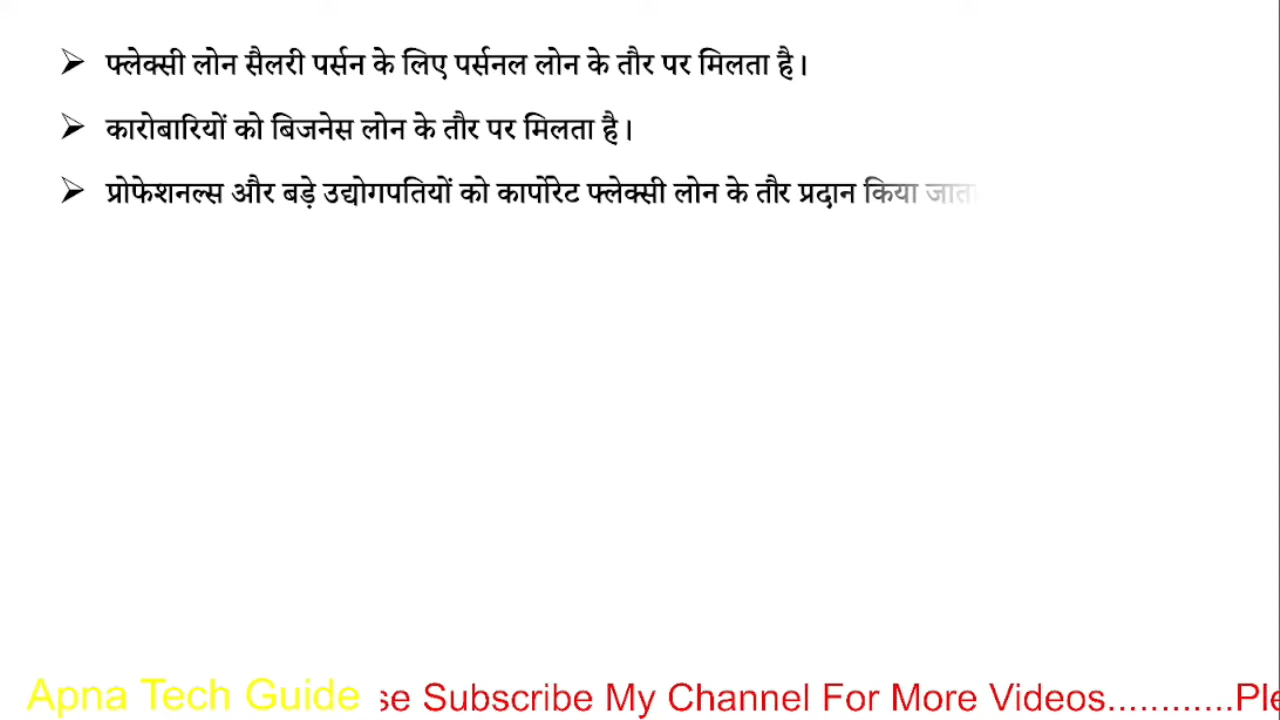 फ्लेक्सी लोन सैलरी पर्सन के लिए पर्सनल लोन के तौर पर मिलता है।
कारोबारियों को बिजनेस लोन के तौर पर मिलता है।
प्रोफेशनल्स और बड़े उद्योगपतियों को कार्पोरेट फ्लेक्सी लोन के तौर प्रदान किया जाता
Apna Tech Guide se Subscribe My Channel For More Videos............Ple